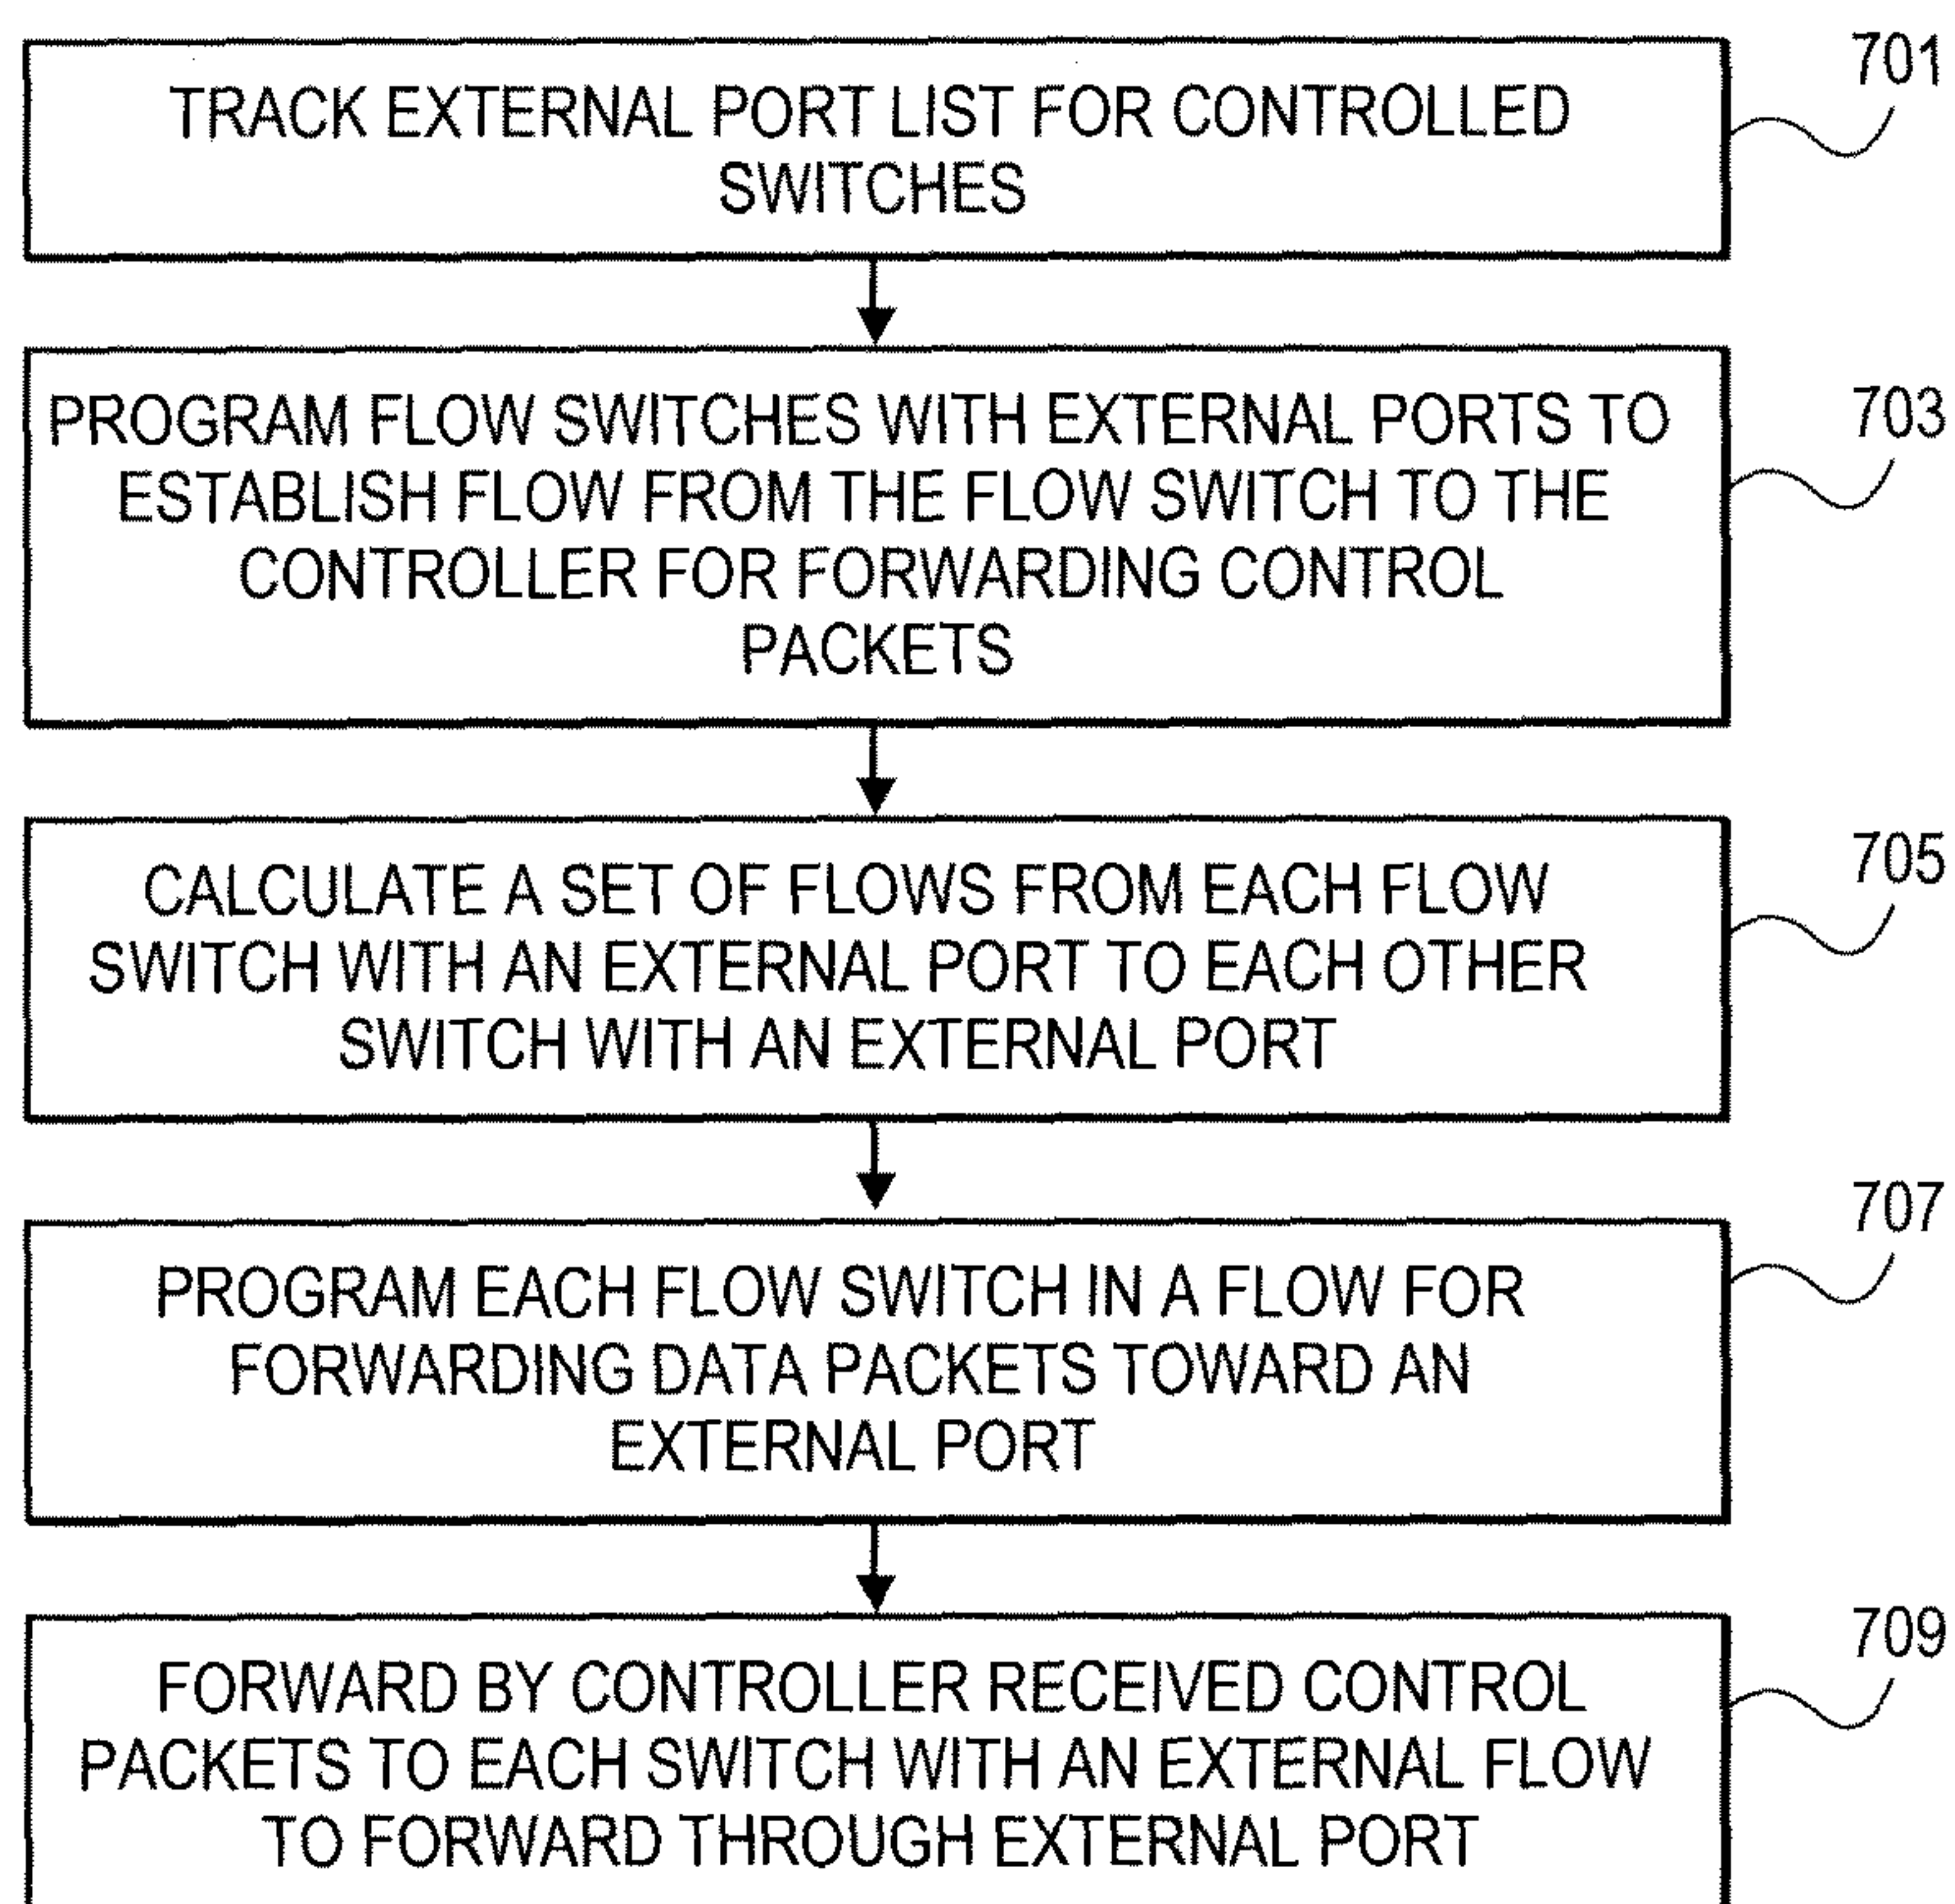 TRACK EXTERNAL PORT LIST FOR CONTROLLED
SWITCHES
701
PROGRAM FLOW SWITCHES WITH EXTERNAL PORTS TO
ESTABLISH FLOW FROM THE FLOW SWITCH TO THE
CONTROLLER FOR FORWARDING CONTROL
PACKETS
703
CALCULATE A SET OF FLOWS FROM EACH FLOW
SWITCH WITH AN EXTERNAL PORT TO EACH OTHER
SWITCH WITH AN EXTERNAL PORT
705
PROGRAM EACH FLOW SWITCH IN A FLOW FOR
FORWARDING DATA PACKETS TOWARD AN
EXTERNAL PORT
707
FORWARD BY CONTROLLER RECEIVED CONTROL
PACKETS TO EACH SWITCH WITH AN EXTERNAL FLOW
TO FORWARD THROUGH EXTERNAL PORT
709